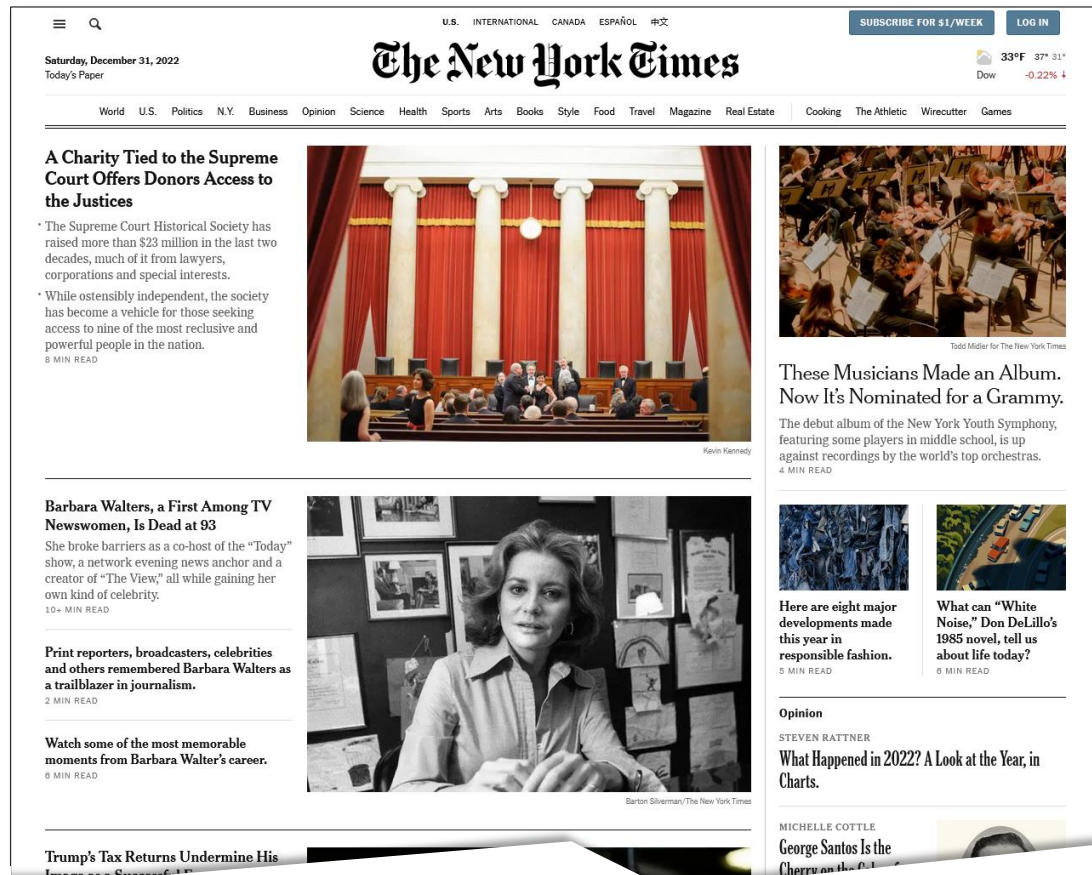 U.S. INTERNATIONAL CANADA ESPAÑOL 中文
SUBSCRIBE FOR $1/WEEK
LOG IN
Saturday, December 31, 2022
Today's Paper
The New York Times
33°F 37° 31°
Dow -0.22% ↓
World U.S. Politics N.Y. Business Opinion Science Health Sports Arts Books Style Food Travel Magazine Real Estate Cooking The Athletic Wirecutter Games
A Charity Tied to the Supreme
Court Offers Donors Access to
the Justices
• The Supreme Court Historical Society has
raised more than $23 million in the last two
decades, much of it from lawyers,
corporations and special interests.
• While ostensibly independent, the society
has become a vehicle for those seeking
access to nine of the most reclusive and
powerful people in the nation.
8 MIN READ
Kevin Kennedy
Barbara Walters, a First Among TV
Newswomen, Is Dead at 93
She broke barriers as a co-host of the “Today”
show, a network evening news anchor and a
creator of “The View,” all while gaining her
own kind of celebrity.
10+ MIN READ
Print reporters, broadcasters, celebrities
and others remembered Barbara Walters as
a trailblazer in journalism.
2 MIN READ
Watch some of the most memorable
moments from Barbara Walter’s career.
6 MIN READ
Barton Silverman/The New York Times
Trump’s Tax Returns Undermine His
Todd Midler for The New York Times
These Musicians Made an Album.
Now It’s Nominated for a Grammy.
The debut album of the New York Youth Symphony,
featuring some players in middle school, is up
against recordings by the world’s top orchestras.
4 MIN READ
Here are eight major
developments made
this year in
responsible fashion.
5 MIN READ
What can “White
Noise,” Don DeLillo’s
1985 novel, tell us
about life today?
6 MIN READ
Opinion
STEVEN RATTNER
What Happened in 2022? A Look at the Year, in
Charts.
MICHELLE COTTLE
George Santos Is the
Cherry on the